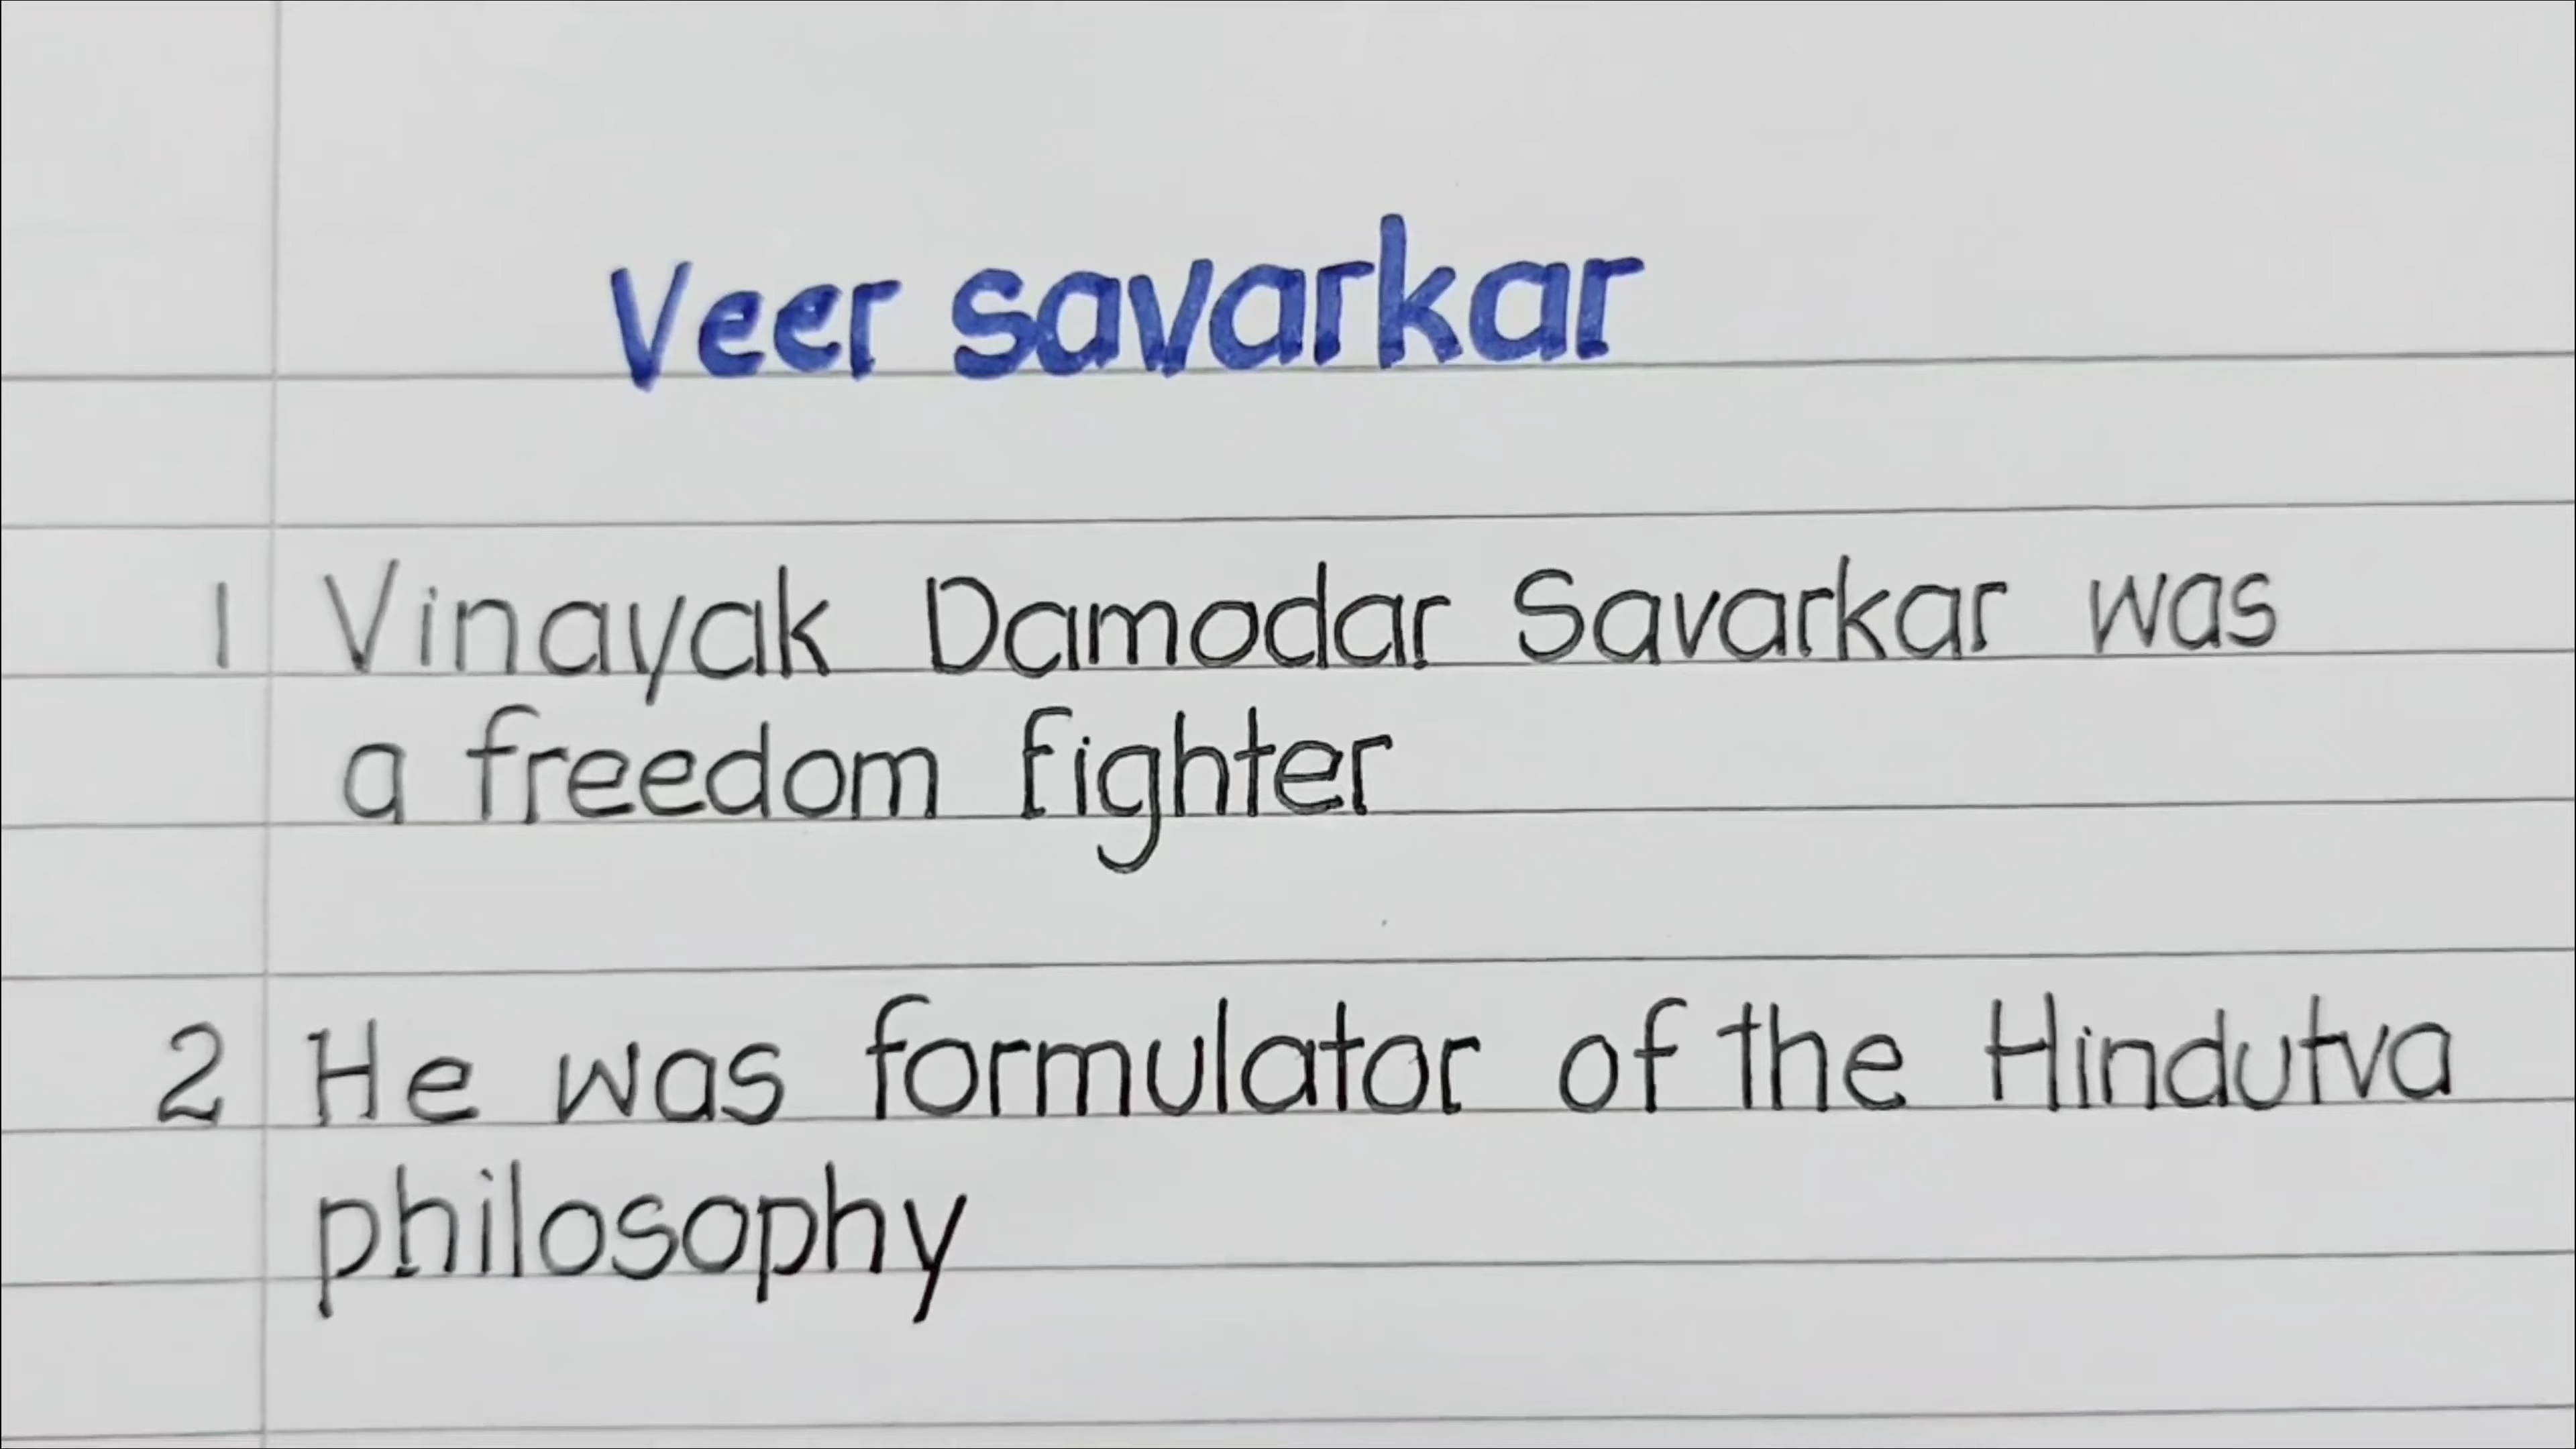 Veer savarkar
1 Vinayak Damodar Savarkar was
a freedom fighter
2 He was formulator of the Hindutva
philosophy